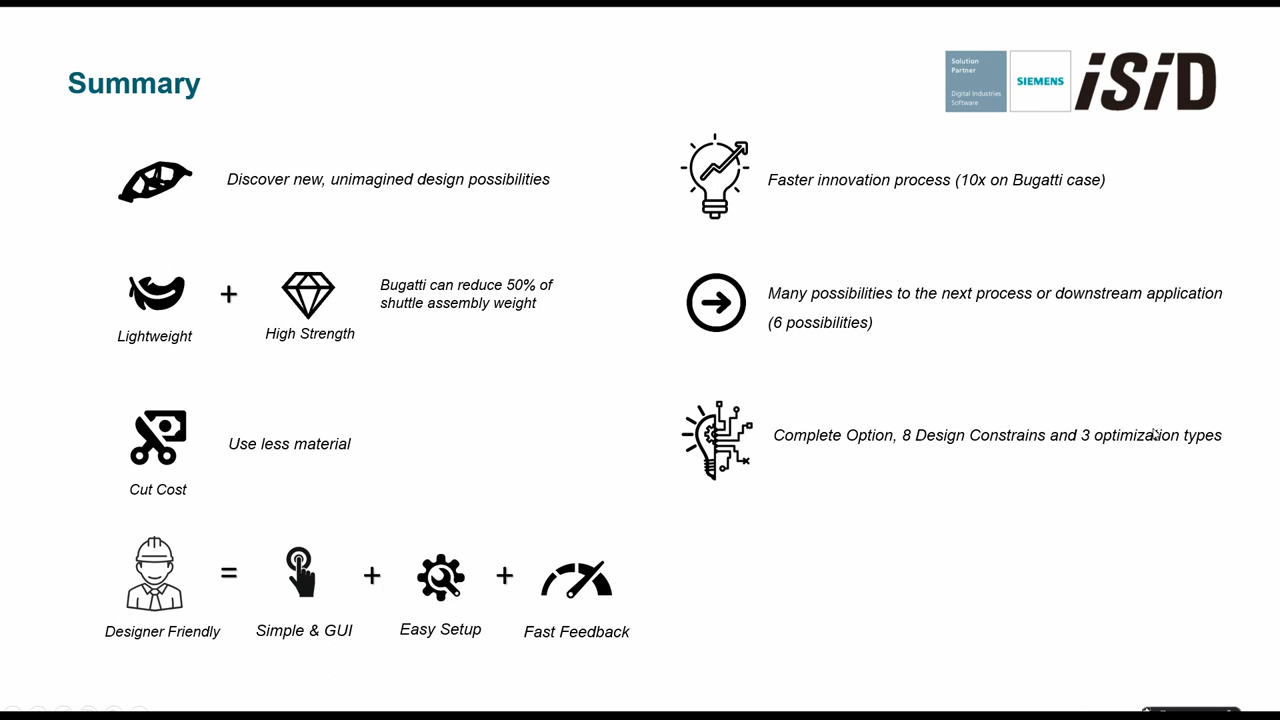 Summary
Solution
Partner
Digital Industries
Software
SIEMENS
iSiD
Discover new, unimagined design possibilities
Faster innovation process (10x on Bugatti case)
Lightweight
+
High Strength
Bugatti can reduce 50% of
shuttle assembly weight
Many possibilities to the next process or downstream application
(6 possibilities)
Cut Cost
Use less material
Complete Option, 8 Design Constrains and 3 optimization types
Designer Friendly
=
Simple & GUI
+
Easy Setup
+
Fast Feedback